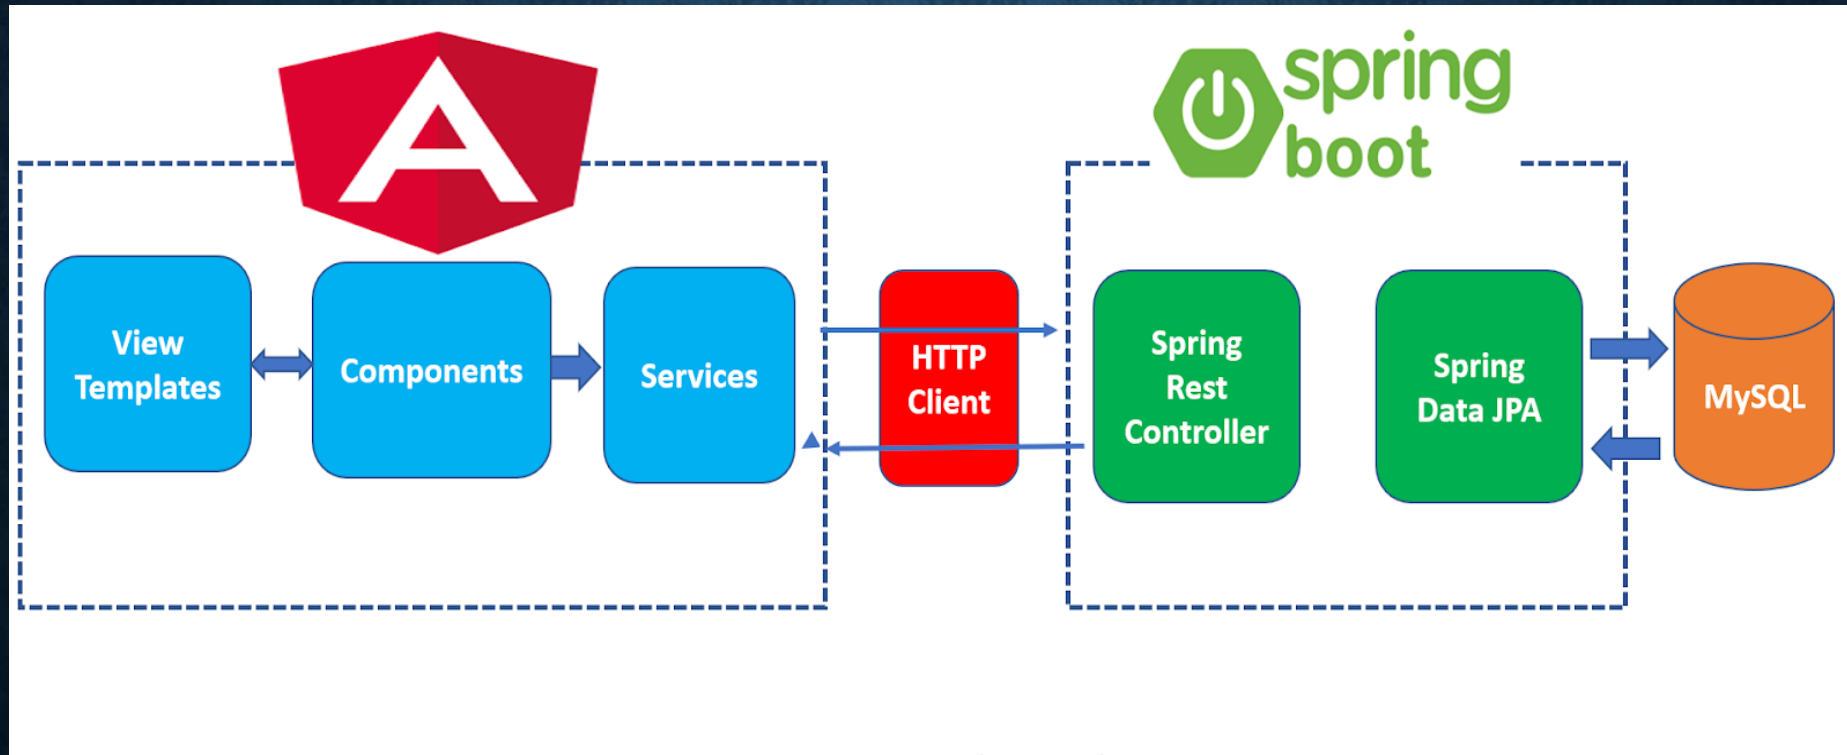 spring
boot
View
Templates
Components
Services
HTTP
Client
Spring
Rest
Controller
Spring
Data JPA
MySQL